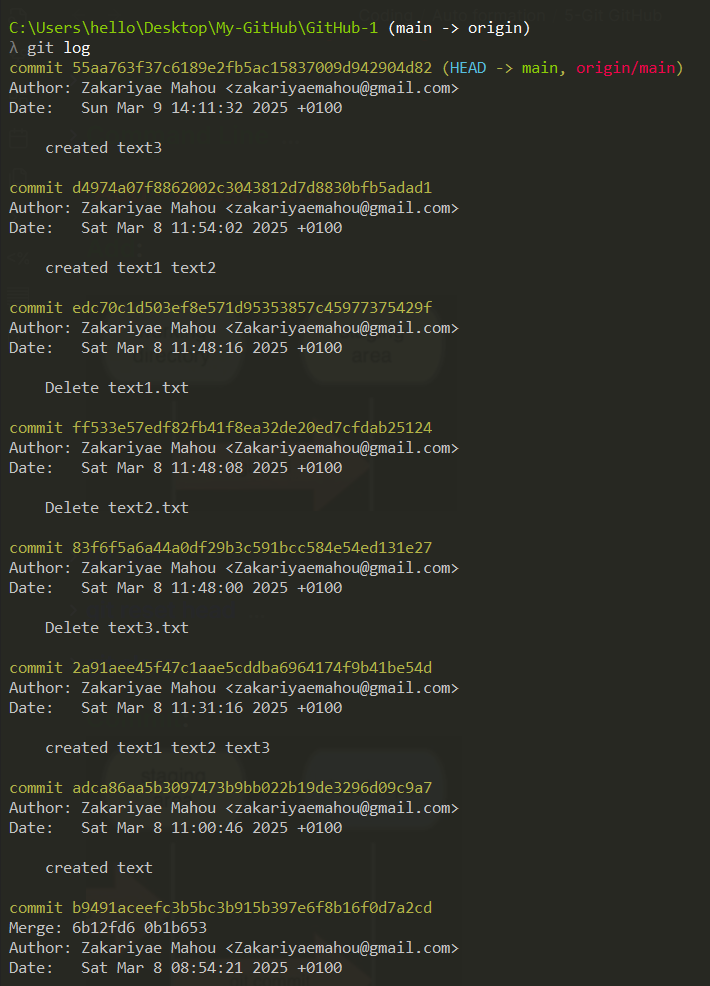 C:\Users\hello\Desktop\My-GitHub\GitHub-1 (main -> origin)
λ git log
commit 55aa763f37c6189e2fb5ac15837009d942904d82 (HEAD -> main, origin/main)
Author: Zakariyae Mahou <zakariyaemahou@gmail.com>
Date:   Sun Mar 9 14:11:32 2025 +0100
    created text3
commit d4974a07f8862002c3043812d7d8830bfb5adad1
Author: Zakariyae Mahou <zakariyaemahou@gmail.com>
Date:   Sat Mar 8 11:54:02 2025 +0100
    created text1 text2
commit edc70c1d503ef8e571d95353857c45977375429f
Author: Zakariyae Mahou <Zakariyaemahou@gmail.com>
Date:   Sat Mar 8 11:48:16 2025 +0100
    Delete text1.txt
commit ff533e57edf82fb41f8ea32de20ed7cfdab25124
Author: Zakariyae Mahou <Zakariyaemahou@gmail.com>
Date:   Sat Mar 8 11:48:08 2025 +0100
    Delete text2.txt
commit 83f6f5a6a44a0df29b3c591bcc584e54ed131e27
Author: Zakariyae Mahou <Zakariyaemahou@gmail.com>
Date:   Sat Mar 8 11:48:00 2025 +0100
    Delete text3.txt
commit 2a91aee45f47c1aae5cddba6964174f9b41be54d
Author: Zakariyae Mahou <zakariyaemahou@gmail.com>
Date:   Sat Mar 8 11:31:16 2025 +0100
    created text1 text2 text3
commit adca86aa5b3097473b9bb022b19de3296d09c9a7
Author: Zakariyae Mahou <zakariyaemahou@gmail.com>
Date:   Sat Mar 8 11:00:46 2025 +0100
    created text
commit b9491aceefc3b5bc3b915b397e6f8b16f0d7a2cd
Merge: 6b12fd6 0b1b653
Author: Zakariyae Mahou <Zakariyaemahou@gmail.com>
Date:   Sat Mar 8 08:54:21 2025 +0100